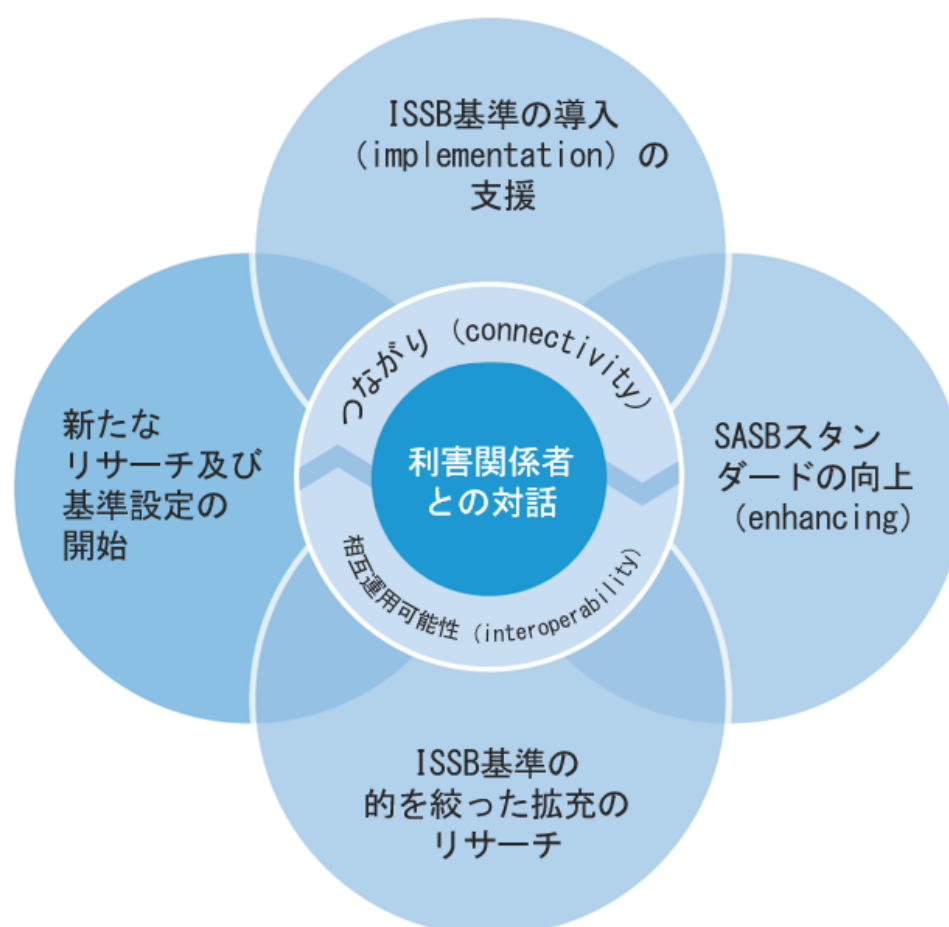 ISSB基準の導入
(implementation) の
支援
つながり (connectivity)
新たな
リサーチ及び
基準設定の
開始
利害関係者
との対話
SASBスタン
ダードの向上
(enhancing)
相互運用可能性 (interoperability)
ISSB基準の
的を絞った拡充の
リサーチ